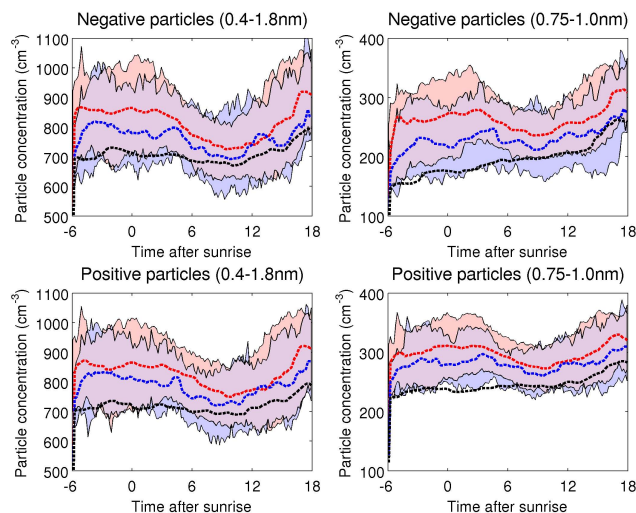 Negative particles (0.4-1.8nm)
Particle concentration (cm⁻³)
1100
1000
900
800
700
600
500
-6 0 6 12 18
Time after sunrise
Negative particles (0.75-1.0nm)
Particle concentration (cm⁻³)
400
300
200
100
-6 0 6 12 18
Time after sunrise
Positive particles (0.4-1.8nm)
Particle concentration (cm⁻³)
1100
1000
900
800
700
600
500
-6 0 6 12 18
Time after sunrise
Positive particles (0.75-1.0nm)
Particle concentration (cm⁻³)
400
300
200
100
-6 0 6 12 18
Time after sunrise